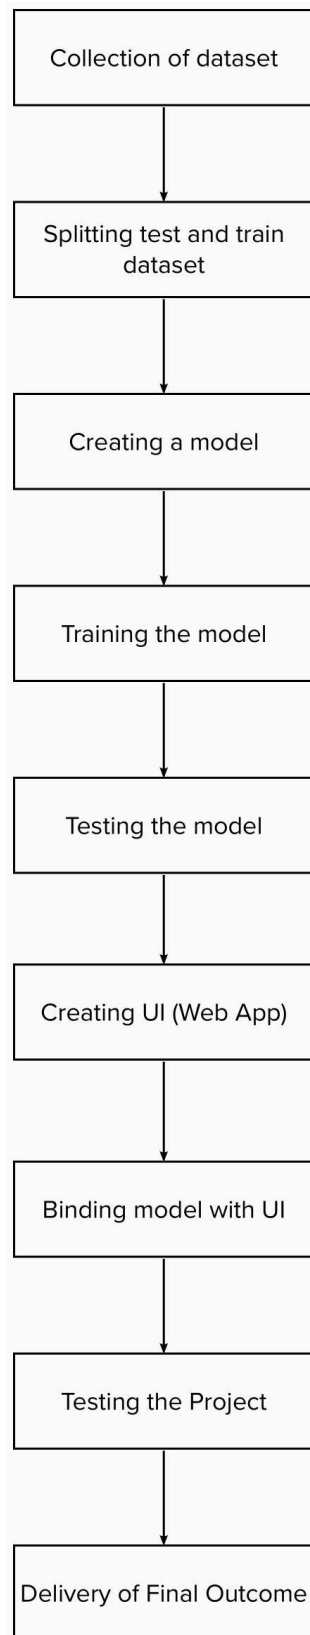 Collection of dataset
Splitting test and train
dataset
Creating a model
Training the model
Testing the model
Creating UI (Web App)
Binding model with UI
Testing the Project
Delivery of Final Outcome